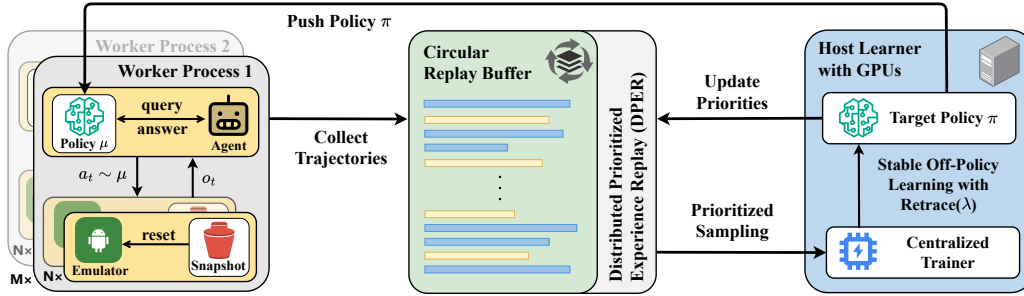 Push Policy π
Worker Process 2
Worker Process 1
query
answer
Policy μ
Agent
a_t ~ μ
o_t
reset
Emulator
Snapshot
N×
N×
M×
Collect
Trajectories
Circular
Replay Buffer
Distributed Prioritized
Experience Replay (DPER)
Update
Priorities
Prioritized
Sampling
Host Learner
with GPUs
Target Policy π
Stable Off-Policy
Learning with
Retrace(λ)
Centralized
Trainer